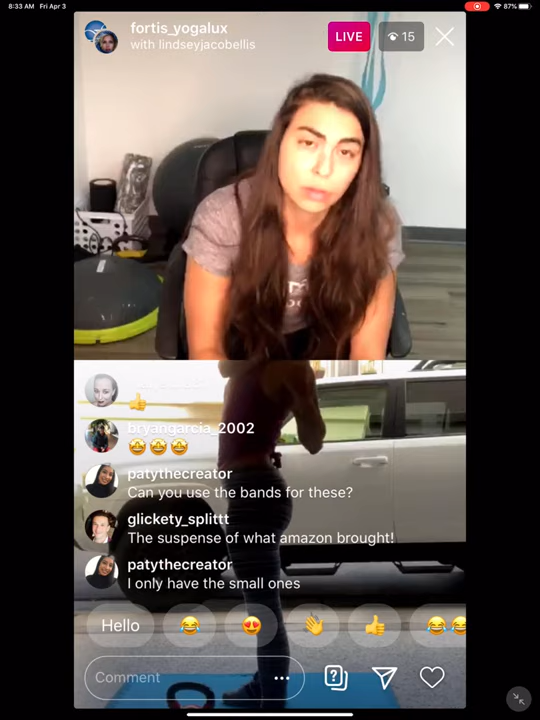 8:33 AM Fri Apr 3
87%
fortis_yogalux
with lindseyjacobellis
LIVE
15
bryangarcia_2002
patythecreator
Can you use the bands for these?
glickety_splittt
The suspense of what amazon brought!
patythecreator
I only have the small ones
Hello
Comment